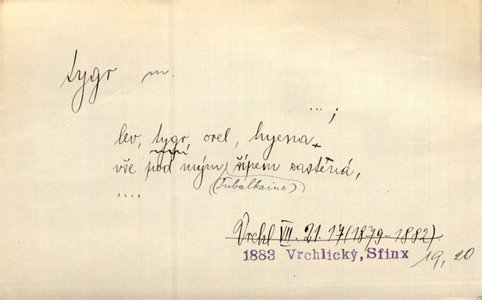 tygr m.
...;
lev, tygr, orel, hyena
vše pod mým šípem zastěná,
(Tubalkaina)
....
Vrchl VII. 21. 17 (1879-1882).
1883 Vrchlický, Sfinx 19, 20